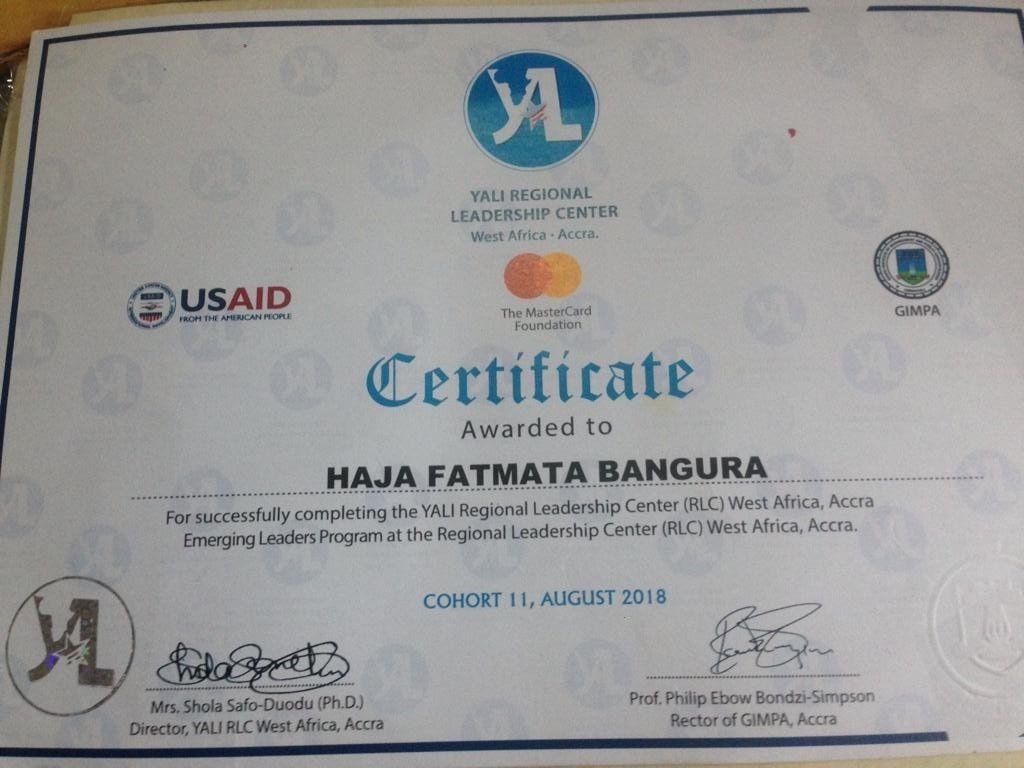 YAL
YALI REGIONAL
LEADERSHIP CENTER
West Africa · Accra.
USAID
FROM THE AMERICAN PEOPLE
The MasterCard
Foundation
GIMPA
Certificate
Awarded to
HAJA FATMATA BANGURA
For successfully completing the YALI Regional Leadership Center (RLC) West Africa, Accra
Emerging Leaders Program at the Regional Leadership Center (RLC) West Africa, Accra.
COHORT 11, AUGUST 2018
YAL
Mrs. Shola Safo-Duodu (Ph.D.)
Director, YALI RLC West Africa, Accra
Prof. Philip Ebow Bondzi-Simpson
Rector of GIMPA, Accra